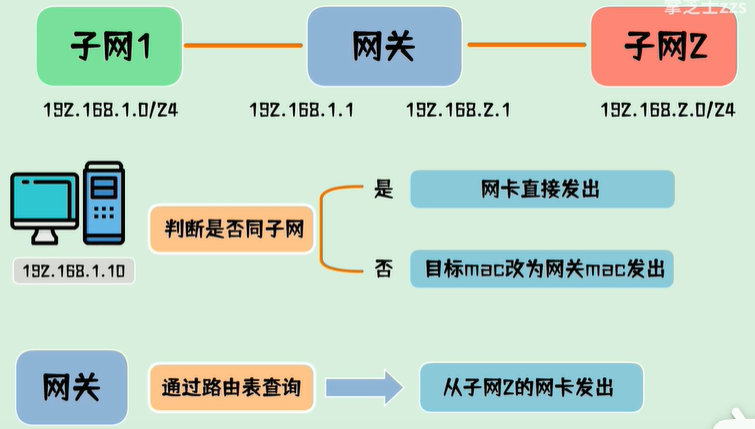 掌芝士zzs
子网1
网关
子网2
192.168.1.0/24
192.168.1.1
192.168.2.1
192.168.2.0/24
是
网卡直接发出
判断是否同子网
192.168.1.10
否
目标mac改为网关mac发出
网关
通过路由表查询
从子网2的网卡发出